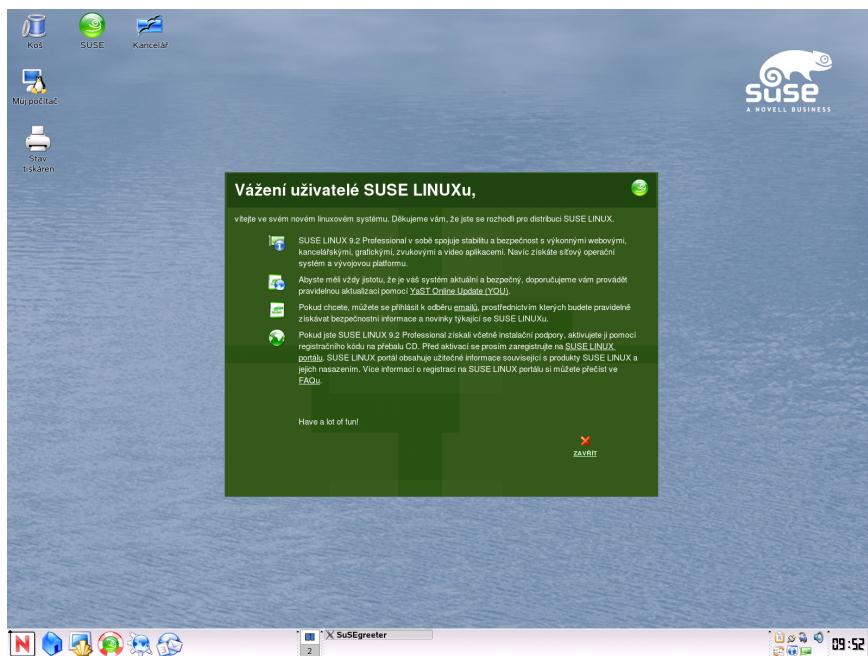 Koš
SUSE
Kancelář
Můj počítač
Stav
tiskáren
SUSE
A NOVELL BUSINESS
Vážení uživatelé SUSE LINUXu,
vítejte ve svém novém linuxovém systému. Děkujeme vám, že jste se rozhodli pro distribuci SUSE LINUX.
SUSE LINUX 9.2 Professional v sobě spojuje stabilitu a bezpečnost s výkonnými webovými,
kancelářskými, grafickými, zvukovými a video aplikacemi. Navíc získáte síťový operační
systém a vývojovou platformu.
Abyste měli vždy jistotu, že je váš systém aktuální a bezpečný, doporučujeme vám provádět
pravidelnou aktualizaci pomocí YaST Online Update (YOU).
Pokud chcete, můžete se přihlásit k odběru emailů, prostřednictvím kterých budete pravidelně
získávat bezpečnostní informace a novinky týkající se SUSE LINUXu.
Pokud jste SUSE LINUX 9.2 Professional získali včetně instalační podpory, aktivujete ji pomocí
registračního kódu na přebalu CD. Před aktivací se prosím zaregistrujte na SUSE LINUX
portálu. SUSE LINUX portál obsahuje užitečné informace související s produkty SUSE LINUX a
jejich nasazením. Více informací o registraci na SUSE LINUX portálu si můžete přečíst ve
FAQu.
Have a lot of fun!
ZAVŘÍT
N
2
SuSEgreeter
09:52